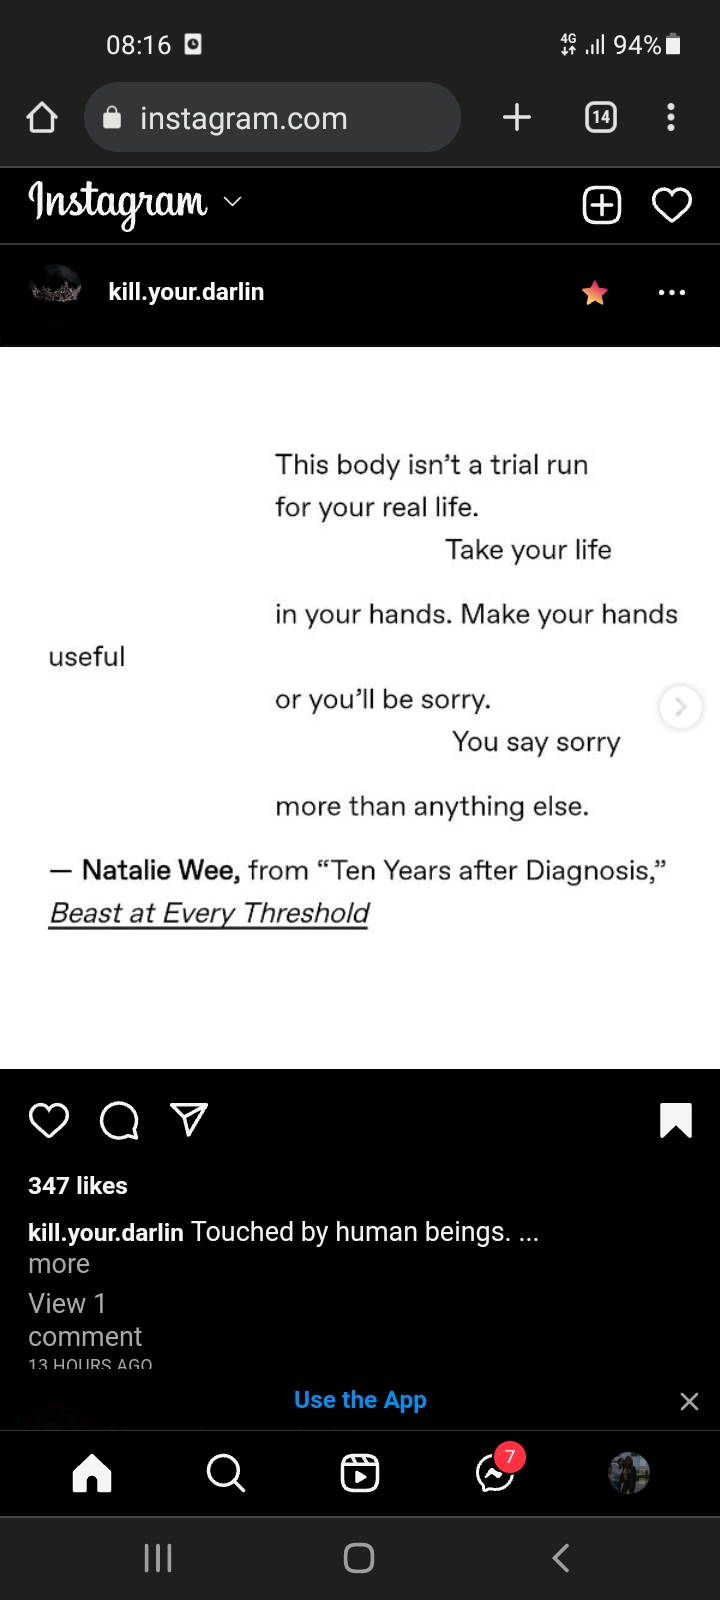 08:16 4G 94%
instagram.com 14
Instagram
kill.your.darlin
This body isn’t a trial run
for your real life.
Take your life
in your hands. Make your hands
useful
or you’ll be sorry.
You say sorry
more than anything else.
— Natalie Wee, from “Ten Years after Diagnosis,”
Beast at Every Threshold
347 likes
kill.your.darlin Touched by human beings. ...
more
View 1
comment
13 HOURS AGO
Use the App
7